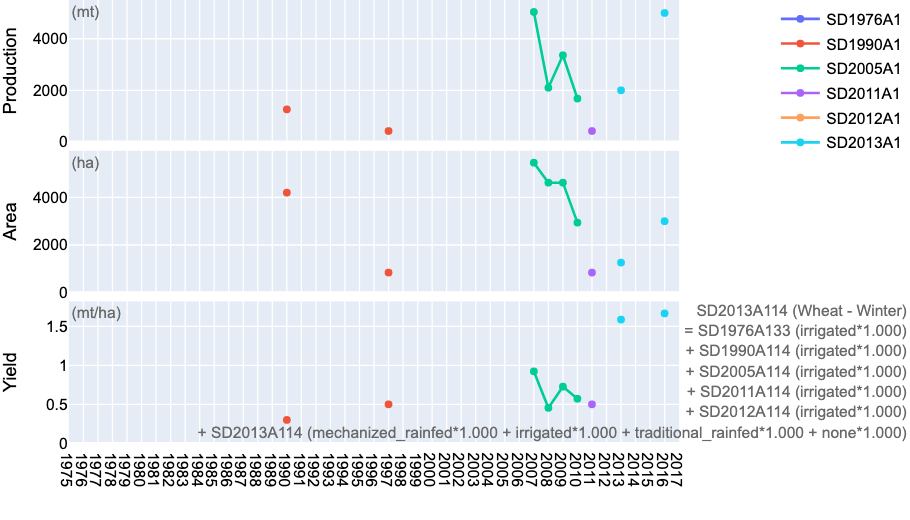 (mt)
Production
4000
2000
0
(ha)
Area
4000
2000
0
(mt/ha)
Yield
1.5
1
0.5
0
1975
1976
1977
1978
1979
1980
1981
1982
1983
1984
1985
1986
1987
1988
1989
1990
1991
1992
1993
1994
1995
1996
1997
1998
1999
2000
2001
2002
2003
2004
2005
2006
2007
2008
2009
2010
2011
2012
2013
2014
2015
2016
2017
SD1976A1
SD1990A1
SD2005A1
SD2011A1
SD2012A1
SD2013A1
SD2013A114 (Wheat - Winter)
= SD1976A133 (irrigated*1.000)
+ SD1990A114 (irrigated*1.000)
+ SD2005A114 (irrigated*1.000)
+ SD2011A114 (irrigated*1.000)
+ SD2012A114 (irrigated*1.000)
+ SD2013A114 (mechanized_rainfed*1.000 + irrigated*1.000 + traditional_rainfed*1.000 + none*1.000)